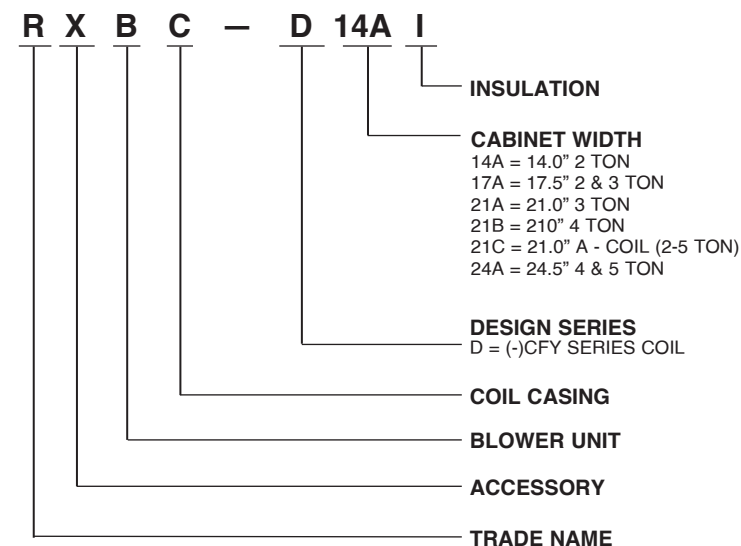 R X B C — D 14A I
INSULATION
CABINET WIDTH
14A = 14.0” 2 TON
17A = 17.5” 2 & 3 TON
21A = 21.0” 3 TON
21B = 210” 4 TON
21C = 21.0” A - COIL (2-5 TON)
24A = 24.5” 4 & 5 TON
DESIGN SERIES
D = (-)CFY SERIES COIL
COIL CASING
BLOWER UNIT
ACCESSORY
TRADE NAME